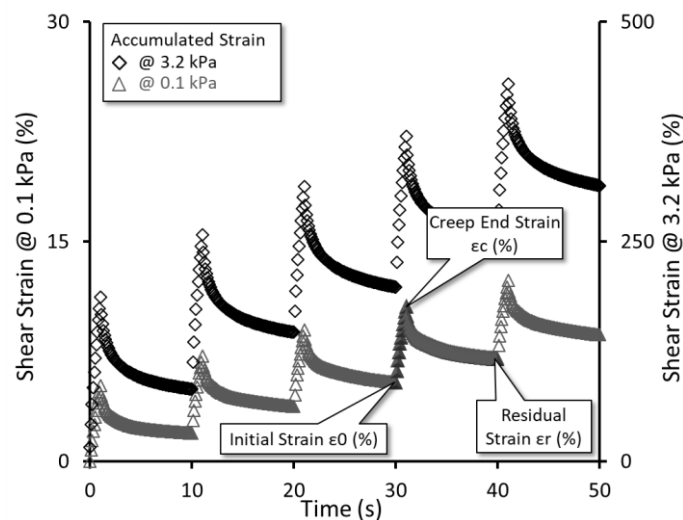 30
500
Accumulated Strain
@ 3.2 kPa
@ 0.1 kPa
Shear Strain @ 0.1 kPa (%)
Shear Strain @ 3.2 kPa (%)
15
250
Creep End Strain
εc (%)
Initial Strain ε0 (%)
Residual
Strain εr (%)
0
0
0
10
20
30
40
50
Time (s)